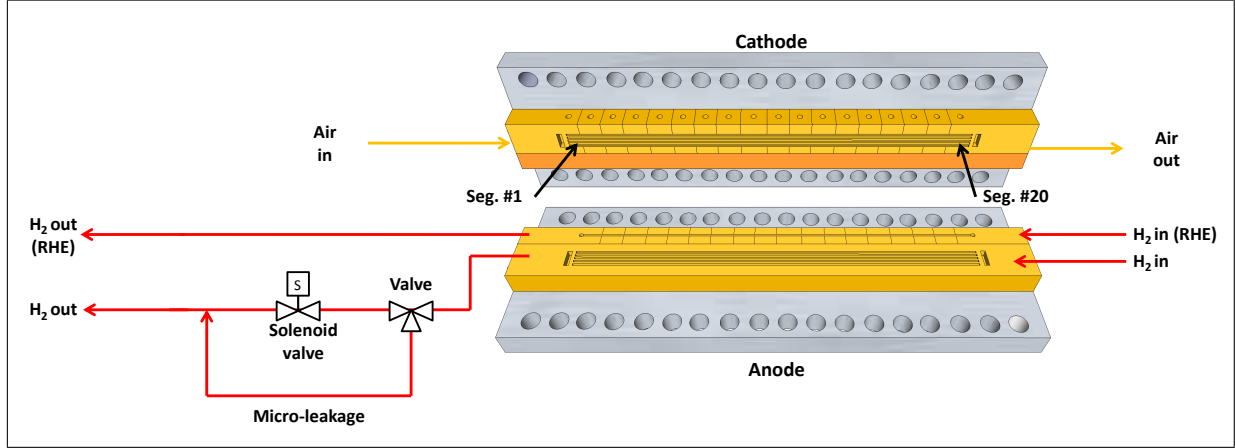 Cathode
Air
in
Air
out
Seg. #1
Seg. #20
H₂ out
(RHE)
H₂ in (RHE)
H₂ in
S
Valve
H₂ out
Solenoid
valve
Anode
Micro-leakage